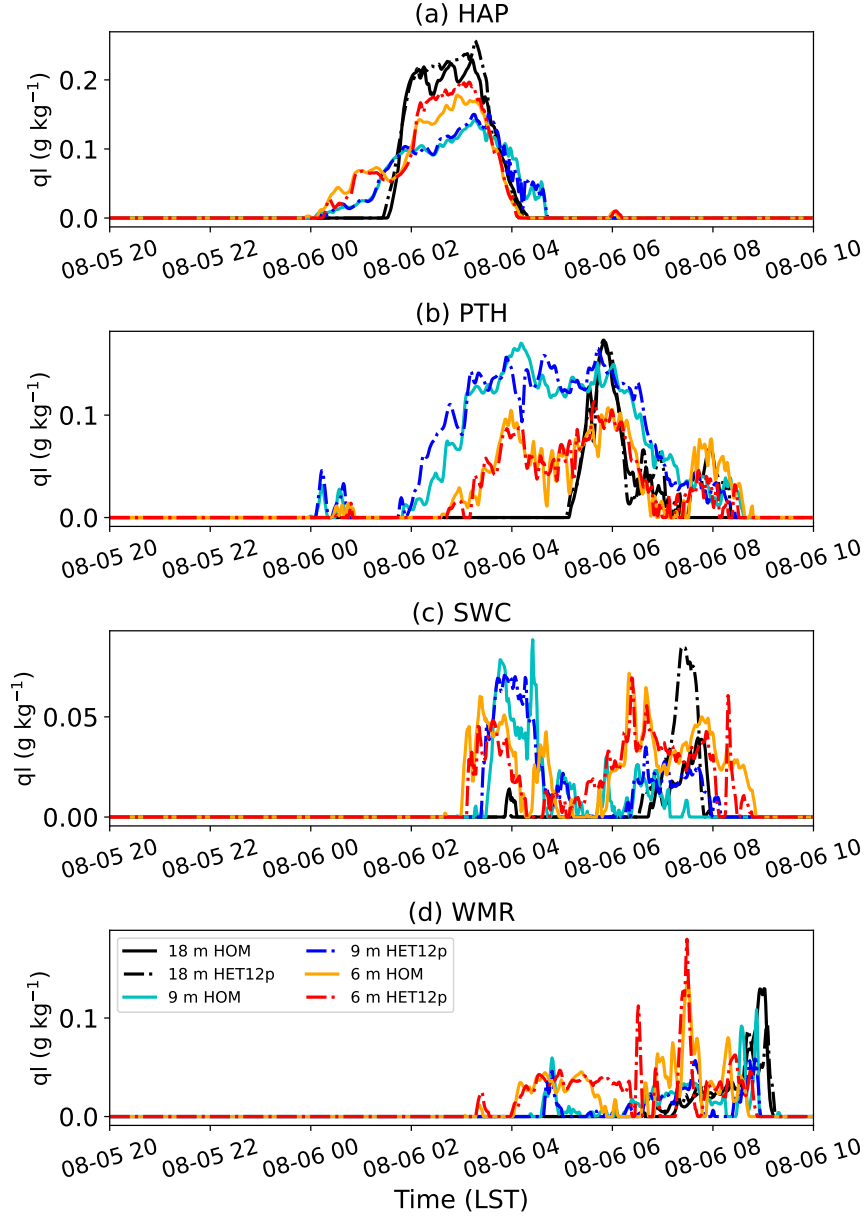 (a) HAP
ql (g kg⁻¹)
0.2
0.1
0.0
08-05 20 08-05 22 08-06 00 08-06 02 08-06 04 08-06 06 08-06 08 08-06 10
(b) PTH
ql (g kg⁻¹)
0.1
0.0
08-05 20 08-05 22 08-06 00 08-06 02 08-06 04 08-06 06 08-06 08 08-06 10
(c) SWC
ql (g kg⁻¹)
0.05
0.00
08-05 20 08-05 22 08-06 00 08-06 02 08-06 04 08-06 06 08-06 08 08-06 10
(d) WMR
ql (g kg⁻¹)
0.1
0.0
18 m HOM
18 m HET12p
9 m HOM
9 m HET12p
6 m HOM
6 m HET12p
08-05 20 08-05 22 08-06 00 08-06 02 08-06 04 08-06 06 08-06 08 08-06 10
Time (LST)